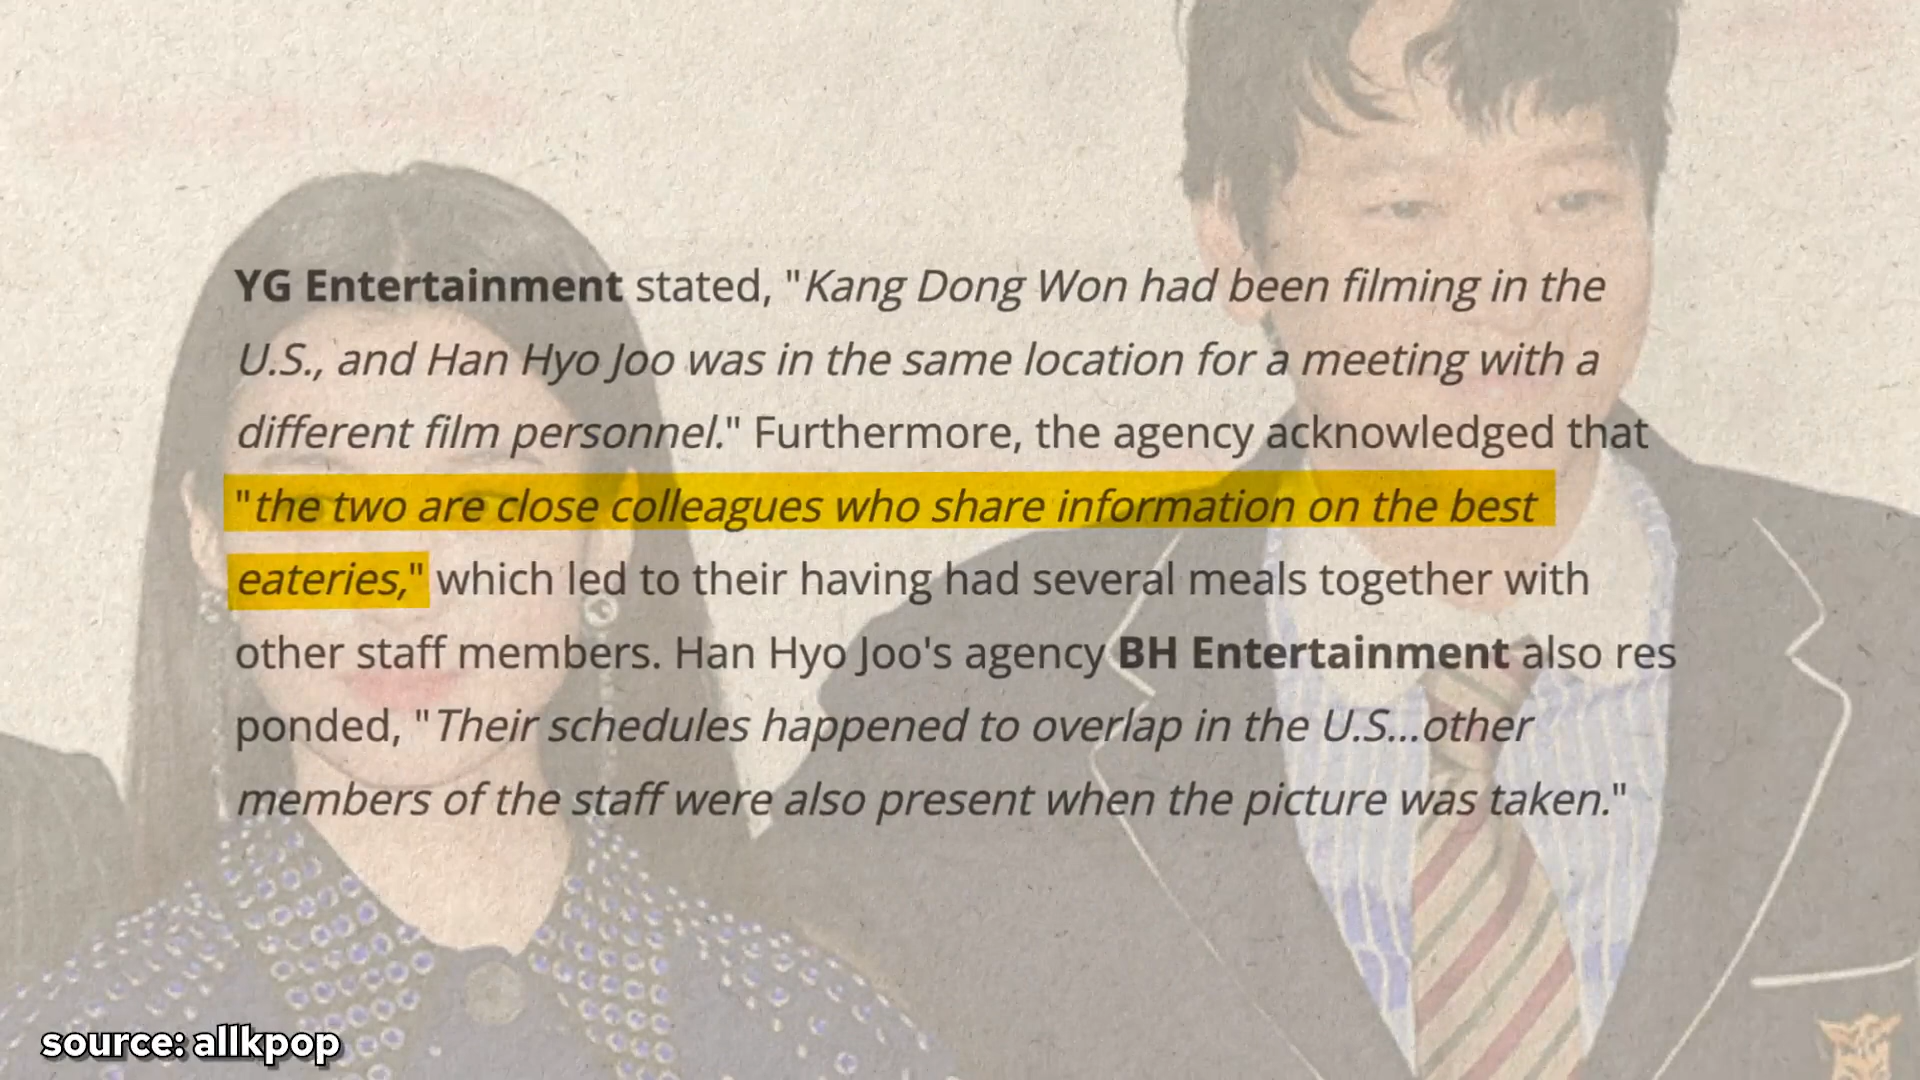 YG Entertainment stated, "Kang Dong Won had been filming in the
U.S., and Han Hyo Joo was in the same location for a meeting with a
different film personnel." Furthermore, the agency acknowledged that
"the two are close colleagues who share information on the best
eateries," which led to their having had several meals together with
other staff members. Han Hyo Joo's agency BH Entertainment also res
ponded, "Their schedules happened to overlap in the U.S...other
members of the staff were also present when the picture was taken."
source: allkpop